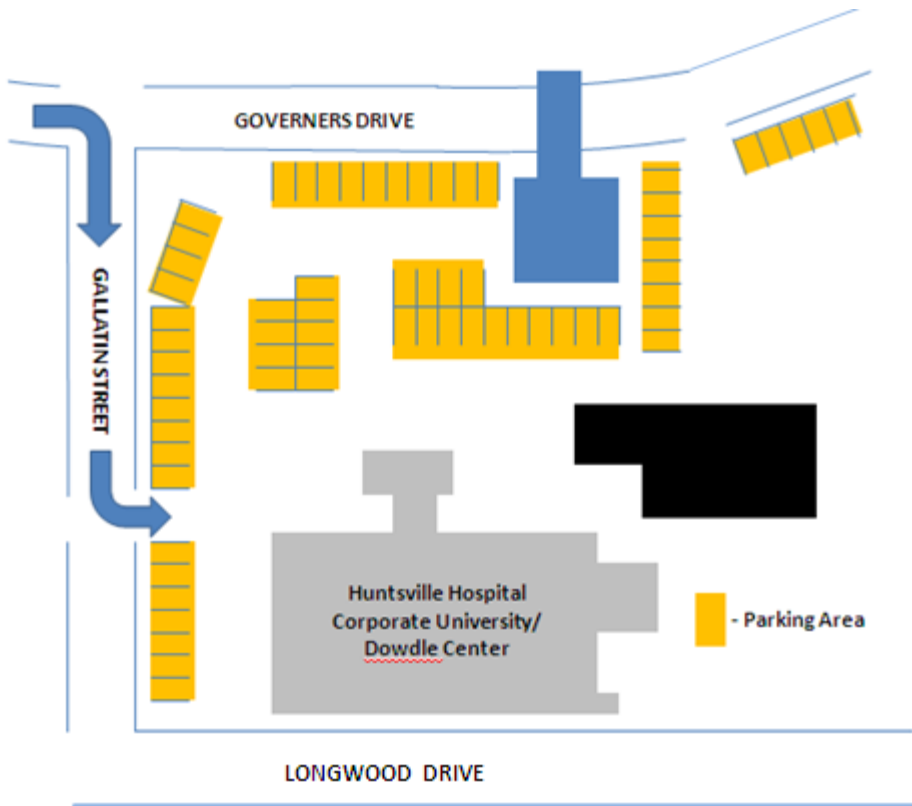 GOVERNERS DRIVE
GALLATIN STREET
Huntsville Hospital
Corporate University/
Dowdle Center
- Parking Area
LONGWOOD DRIVE